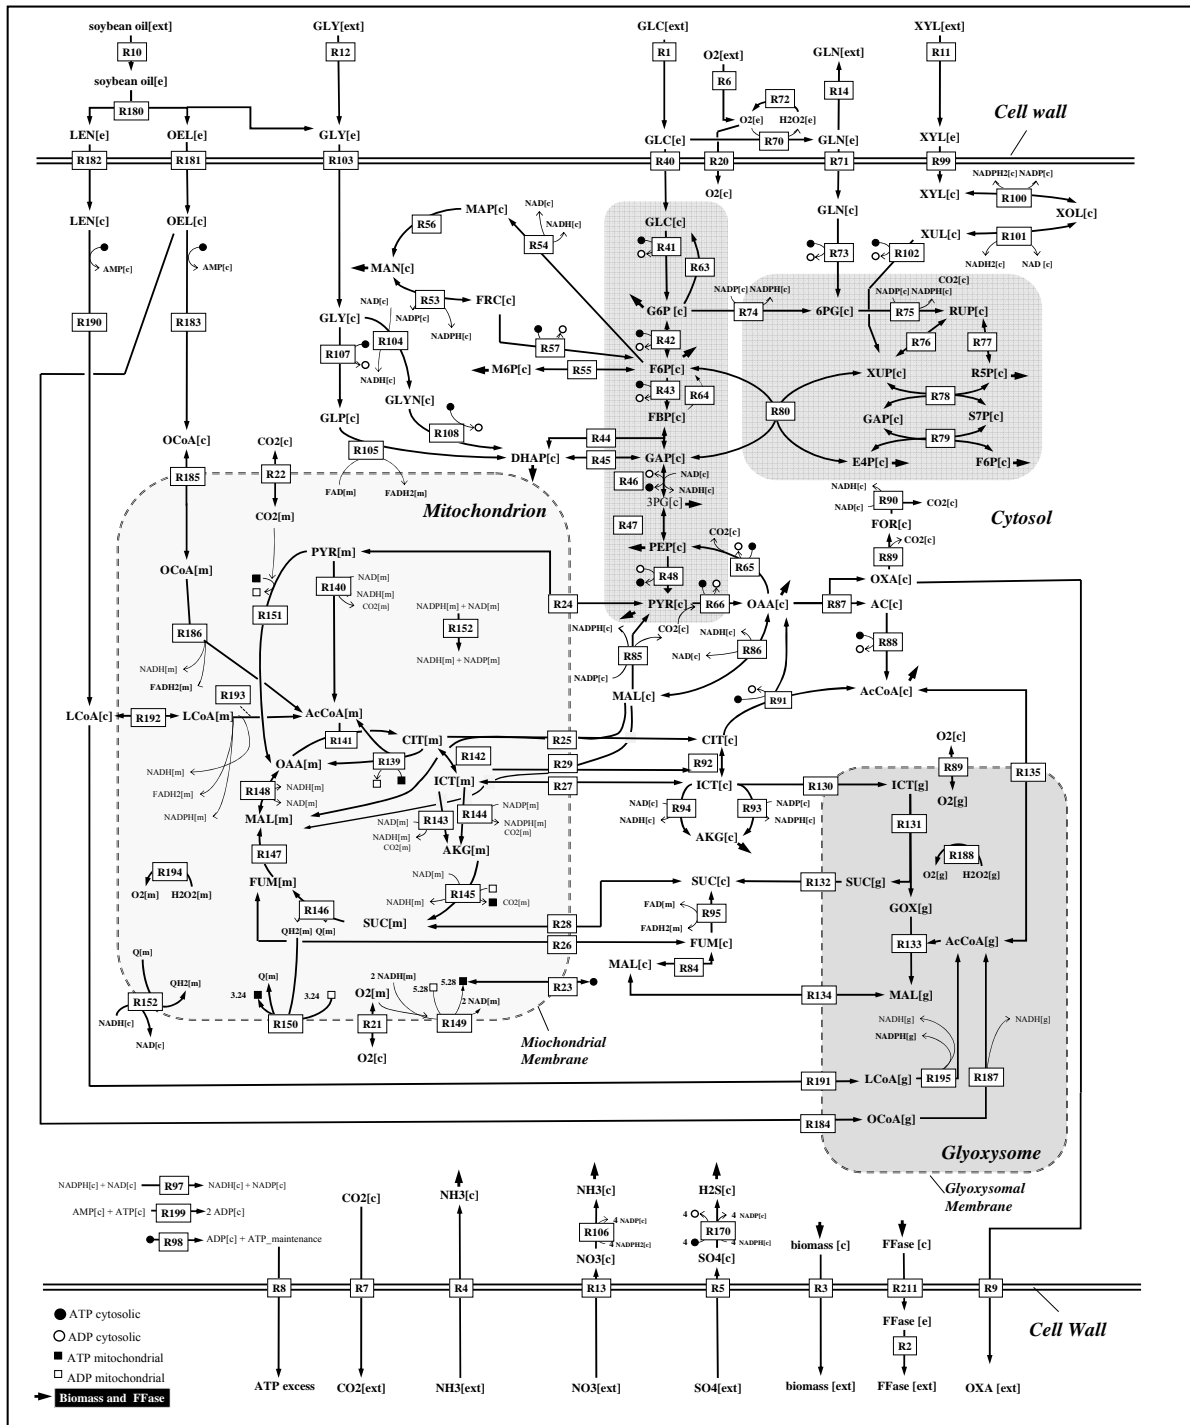 soybean oil[ext] GLY[ext] GLC[ext] GLN[ext] XYL[ext]
R10 R12 R1 O2[ext] R11
R6 R14
soybean oil[e] R72
R180 O2[e] H2O2[e] Cell wall
LEN[e] OEL[e] GLY[e] GLC[e] R70 GLN[e] XYL[e]
R182 R181 R103 R40 R20 R71 R99
NADPH2[c] NADP[c]
O2[c] XYL[c] R100
LEN[c] OEL[c] MAP[c] NAD[c] GLN[c] XOL[c]
R56 R54 NADH[c] GLC[c] XUL[c] R101
R41 R73 R102 NADH2[c] NAD [c]
AMP[c] AMP[c] MAN[c] R63
R53 FRC[c] CO2[c]
NAD[c] NADP[c] NADP[c] NADPH[c] NADP[c] NADPH[c]
R190 R183 GLY[c] NADPH[c] G6P [c] R74 6PG[c] R75 RUP[c]
R107 R104 R57 R42 R76 R77
NADH[c] M6P[c] R55 F6P[c] XUP[c] R5P[c]
GLYN[c] R43 R64 R78
GLP[c] R108 FBP[c] R80 GAP[c] S7P[c]
OCoA[c] CO2[c] R105 R44 R79
DHAP[c] R45 GAP[c] E4P[c] F6P[c]
R185 R22 FAD[m] FADH2[m] R46 NAD[c]
NADH[c] NADH[c] R90
CO2[m] Mitochondrion 3PG[c] NAD[c] CO2[c]
R47 CO2[c] FOR[c] Cytosol
PYR[m] PEP[c] R89 CO2[c]
OCoA[m] R140 NAD[m] R48 R65 OXA[c]
NADH[m]
R151 CO2[m] NADPH[m] + NAD[m] R24 PYR[c] R66 OAA[c] R87 AC[c]
R186 R152 NADPH[c] CO2[c] NADH[c] R88
NADH[m] NADH[m] + NADP[m] R85 NAD[c] R86
FADH2[m] NADP[c]
R193 MAL[c] R91 AcCoA[c]
LCoA[c] R192 LCoA[m] AcCoA[m]
R141 CIT[m] R25 CIT[c] O2[c]
OAA[m] R139 R142 R29 R92
NADH[m] ICT[m] R27 ICT[c] R130 ICT[g] R89 R135
FADH2[m] R148 NADH[m] O2[g]
NAD[m] NADP[m] NAD[c] NADP[c]
NADPH[m] MAL[m] NAD[m] R143 R144 NADPH[m] NADH[c] R94 R93 NADPH[c] R131
NADH[m] CO2[m]
CO2[m] AKG[m] AKG[c]
R147 R188
R194 NAD[m] O2[g] H2O2[g]
O2[m] H2O2[m] FUM[m] R145 SUC[c] R132 SUC[g]
NADH[m] CO2[m] FAD[m]
R146 GOX[g]
SUC[m] R28 R95
QH2[m] Q[m] FADH2[m]
R26 FUM[c] R133 AcCoA[g]
Q[m] MAL[c] R84
Q[m] 2 NADH[m] 5.28 5.28 R23
QH2[m] 3.24 3.24 O2[m] R134 MAL[g]
R152 2 NAD[m]
NADH[c] R150 R21 R149 NADH[g] NADH[g]
NAD[c] Miochondrial
Membrane NADPH[g]
O2[c]
R191 LCoA[g] R195 R187
R184 OCoA[g]
Glyoxysome
NADPH[c] + NAD[c] R97 NADH[c] + NADP[c] CO2[c] NH3[c] NH3[c] H2S[c] Glyoxysomal
Membrane
AMP[c] + ATP[c] R199 2 ADP[c] 4 NADP[c] 4 4 NADP[c]
R106 R170
R98 ADP[c] + ATP_maintenance 4 NADPH2[c] 4 4 NADPH[c] biomass [c] FFase [c]
NO3[c] SO4[c]
R8 R7 R4 R13 R5 R3 R211 R9
ATP cytosolic FFase [e] Cell Wall
ADP cytosolic R2
ATP mitochondrial
ADP mitochondrial ATP excess CO2[ext] NH3[ext] NO3[ext] SO4[ext] biomass [ext] FFase [ext] OXA [ext]
Biomass and FFase